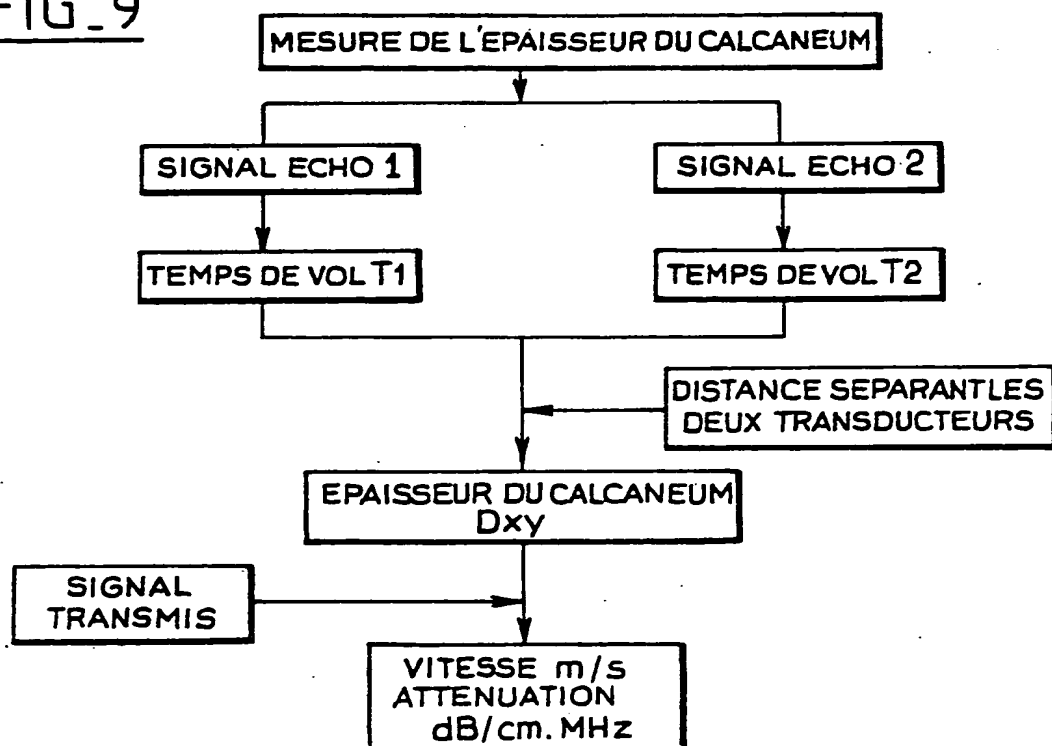 FIG_9
MESURE DE L'EPAISSEUR DU CALCANEUM
SIGNAL ECHO 1
SIGNAL ECHO 2
TEMPS DE VOL T1
TEMPS DE VOL T2
DISTANCE SEPARANT LES
DEUX TRANSDUCTEURS
EPAISSEUR DU CALCANEUM
Dxy
SIGNAL
TRANSMIS
VITESSE m/s
ATTENUATION
dB/cm.MHz